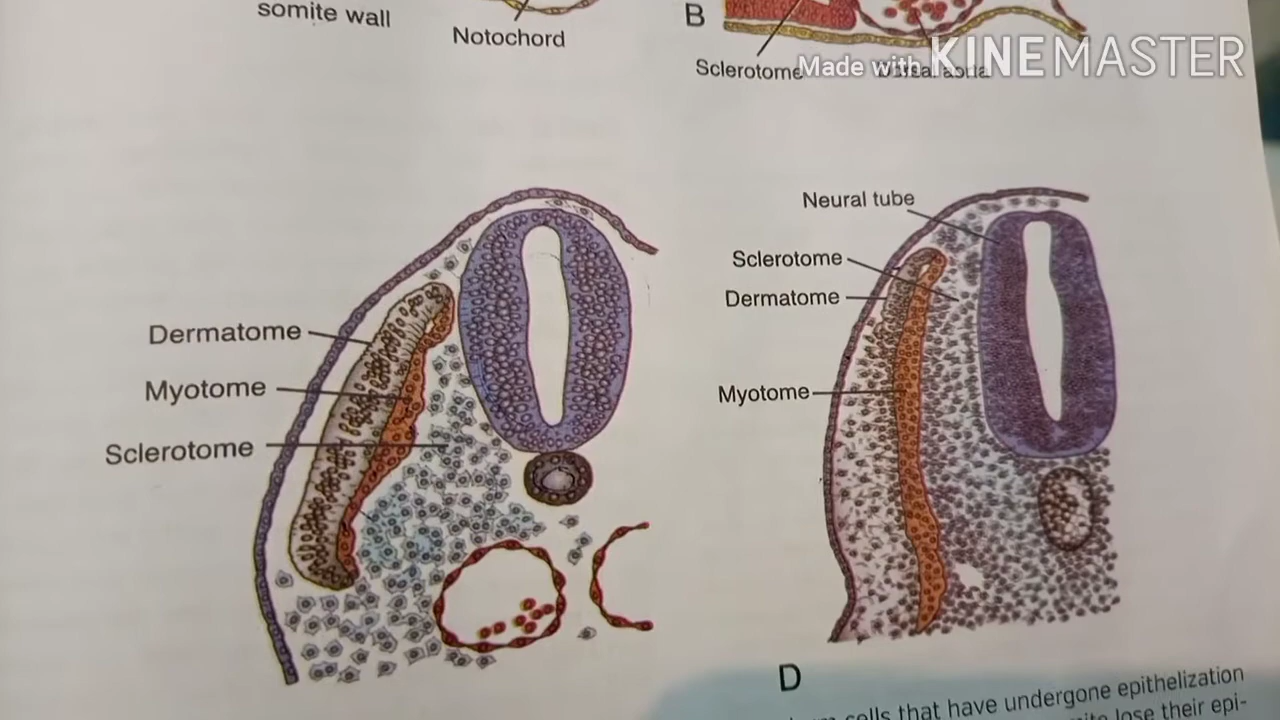 somite wall
Notochord
B
Sclerotome
Made with KINEMASTER
Dermatome
Myotome
Sclerotome
Neural tube
Sclerotome
Dermatome
Myotome
D
cells that have undergone epithelization
lose their epi-